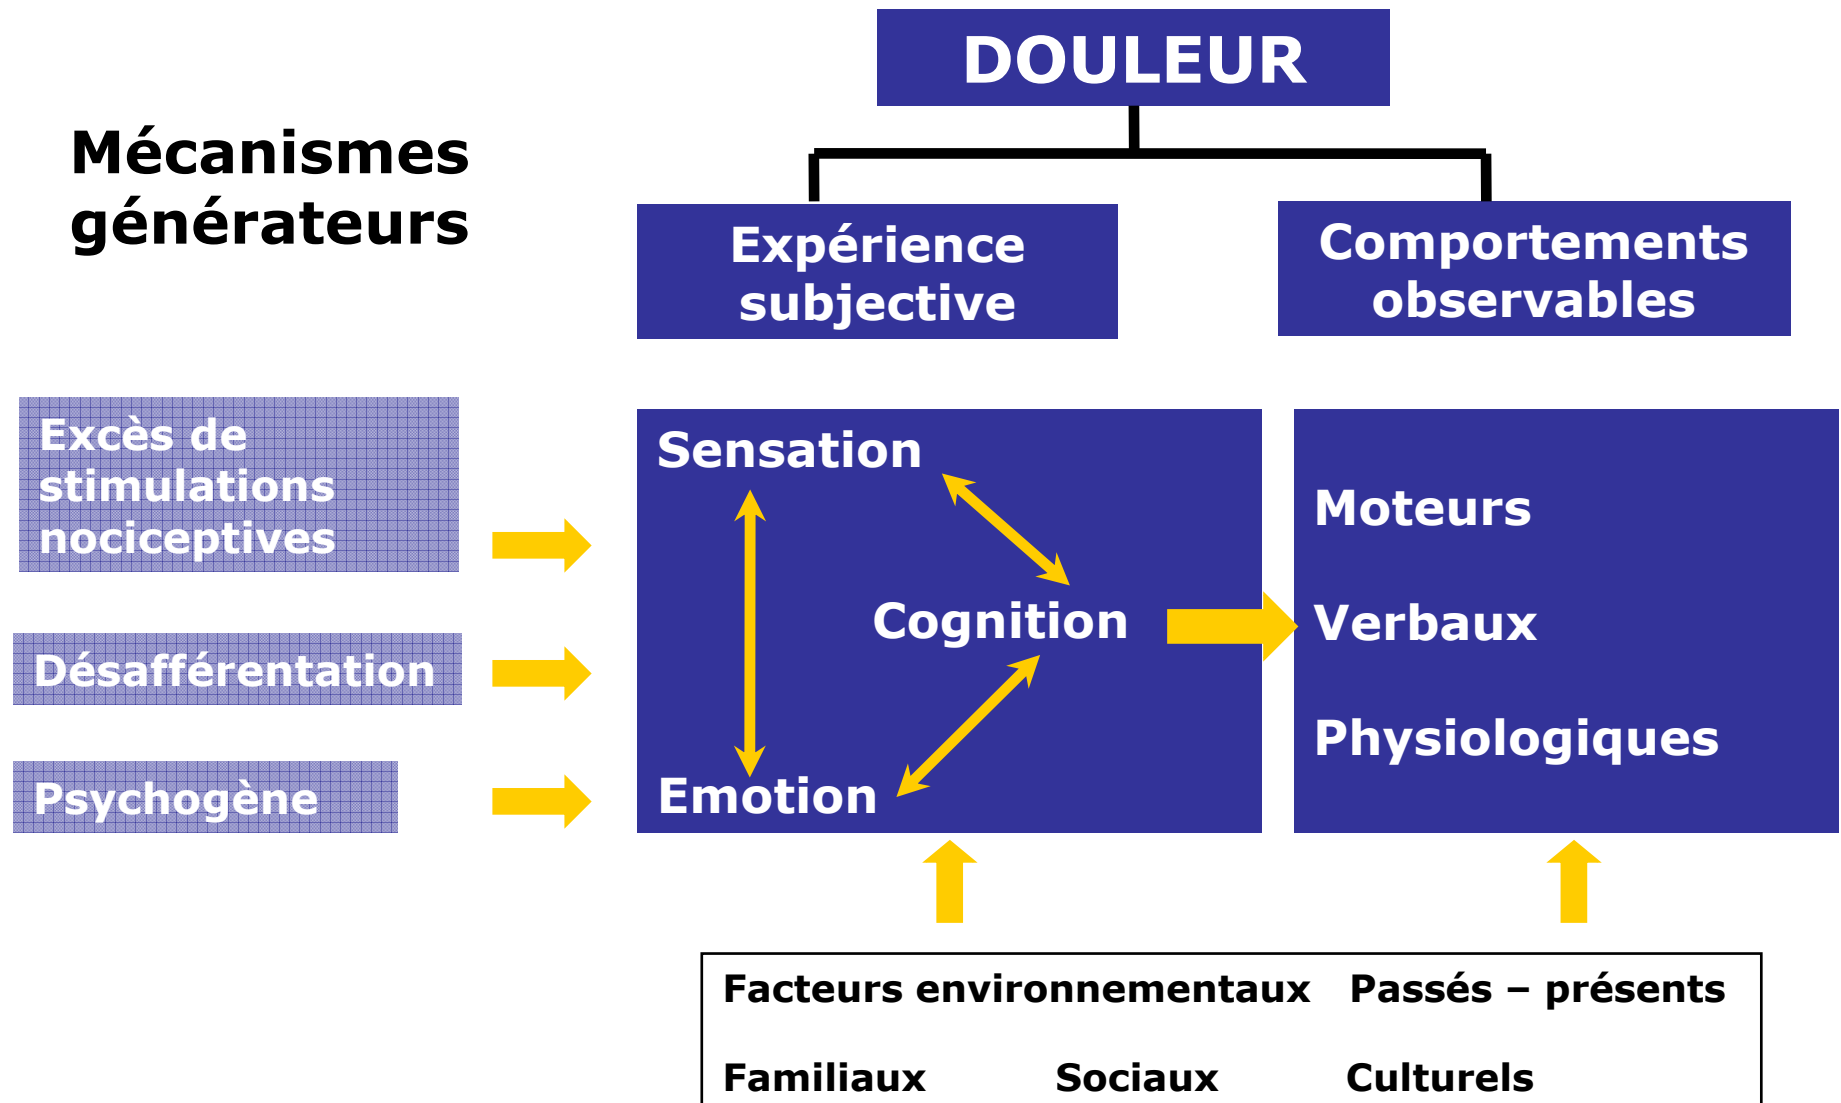 DOULEUR
Mécanismes
générateurs
Expérience
subjective
Comportements
observables
Excès de
stimulations
nociceptives
Désafférentation
Psychogène
Sensation
Cognition
Emotion
Moteurs
Verbaux
Physiologiques
Facteurs environnementaux Passés – présents
Familiaux Sociaux Culturels